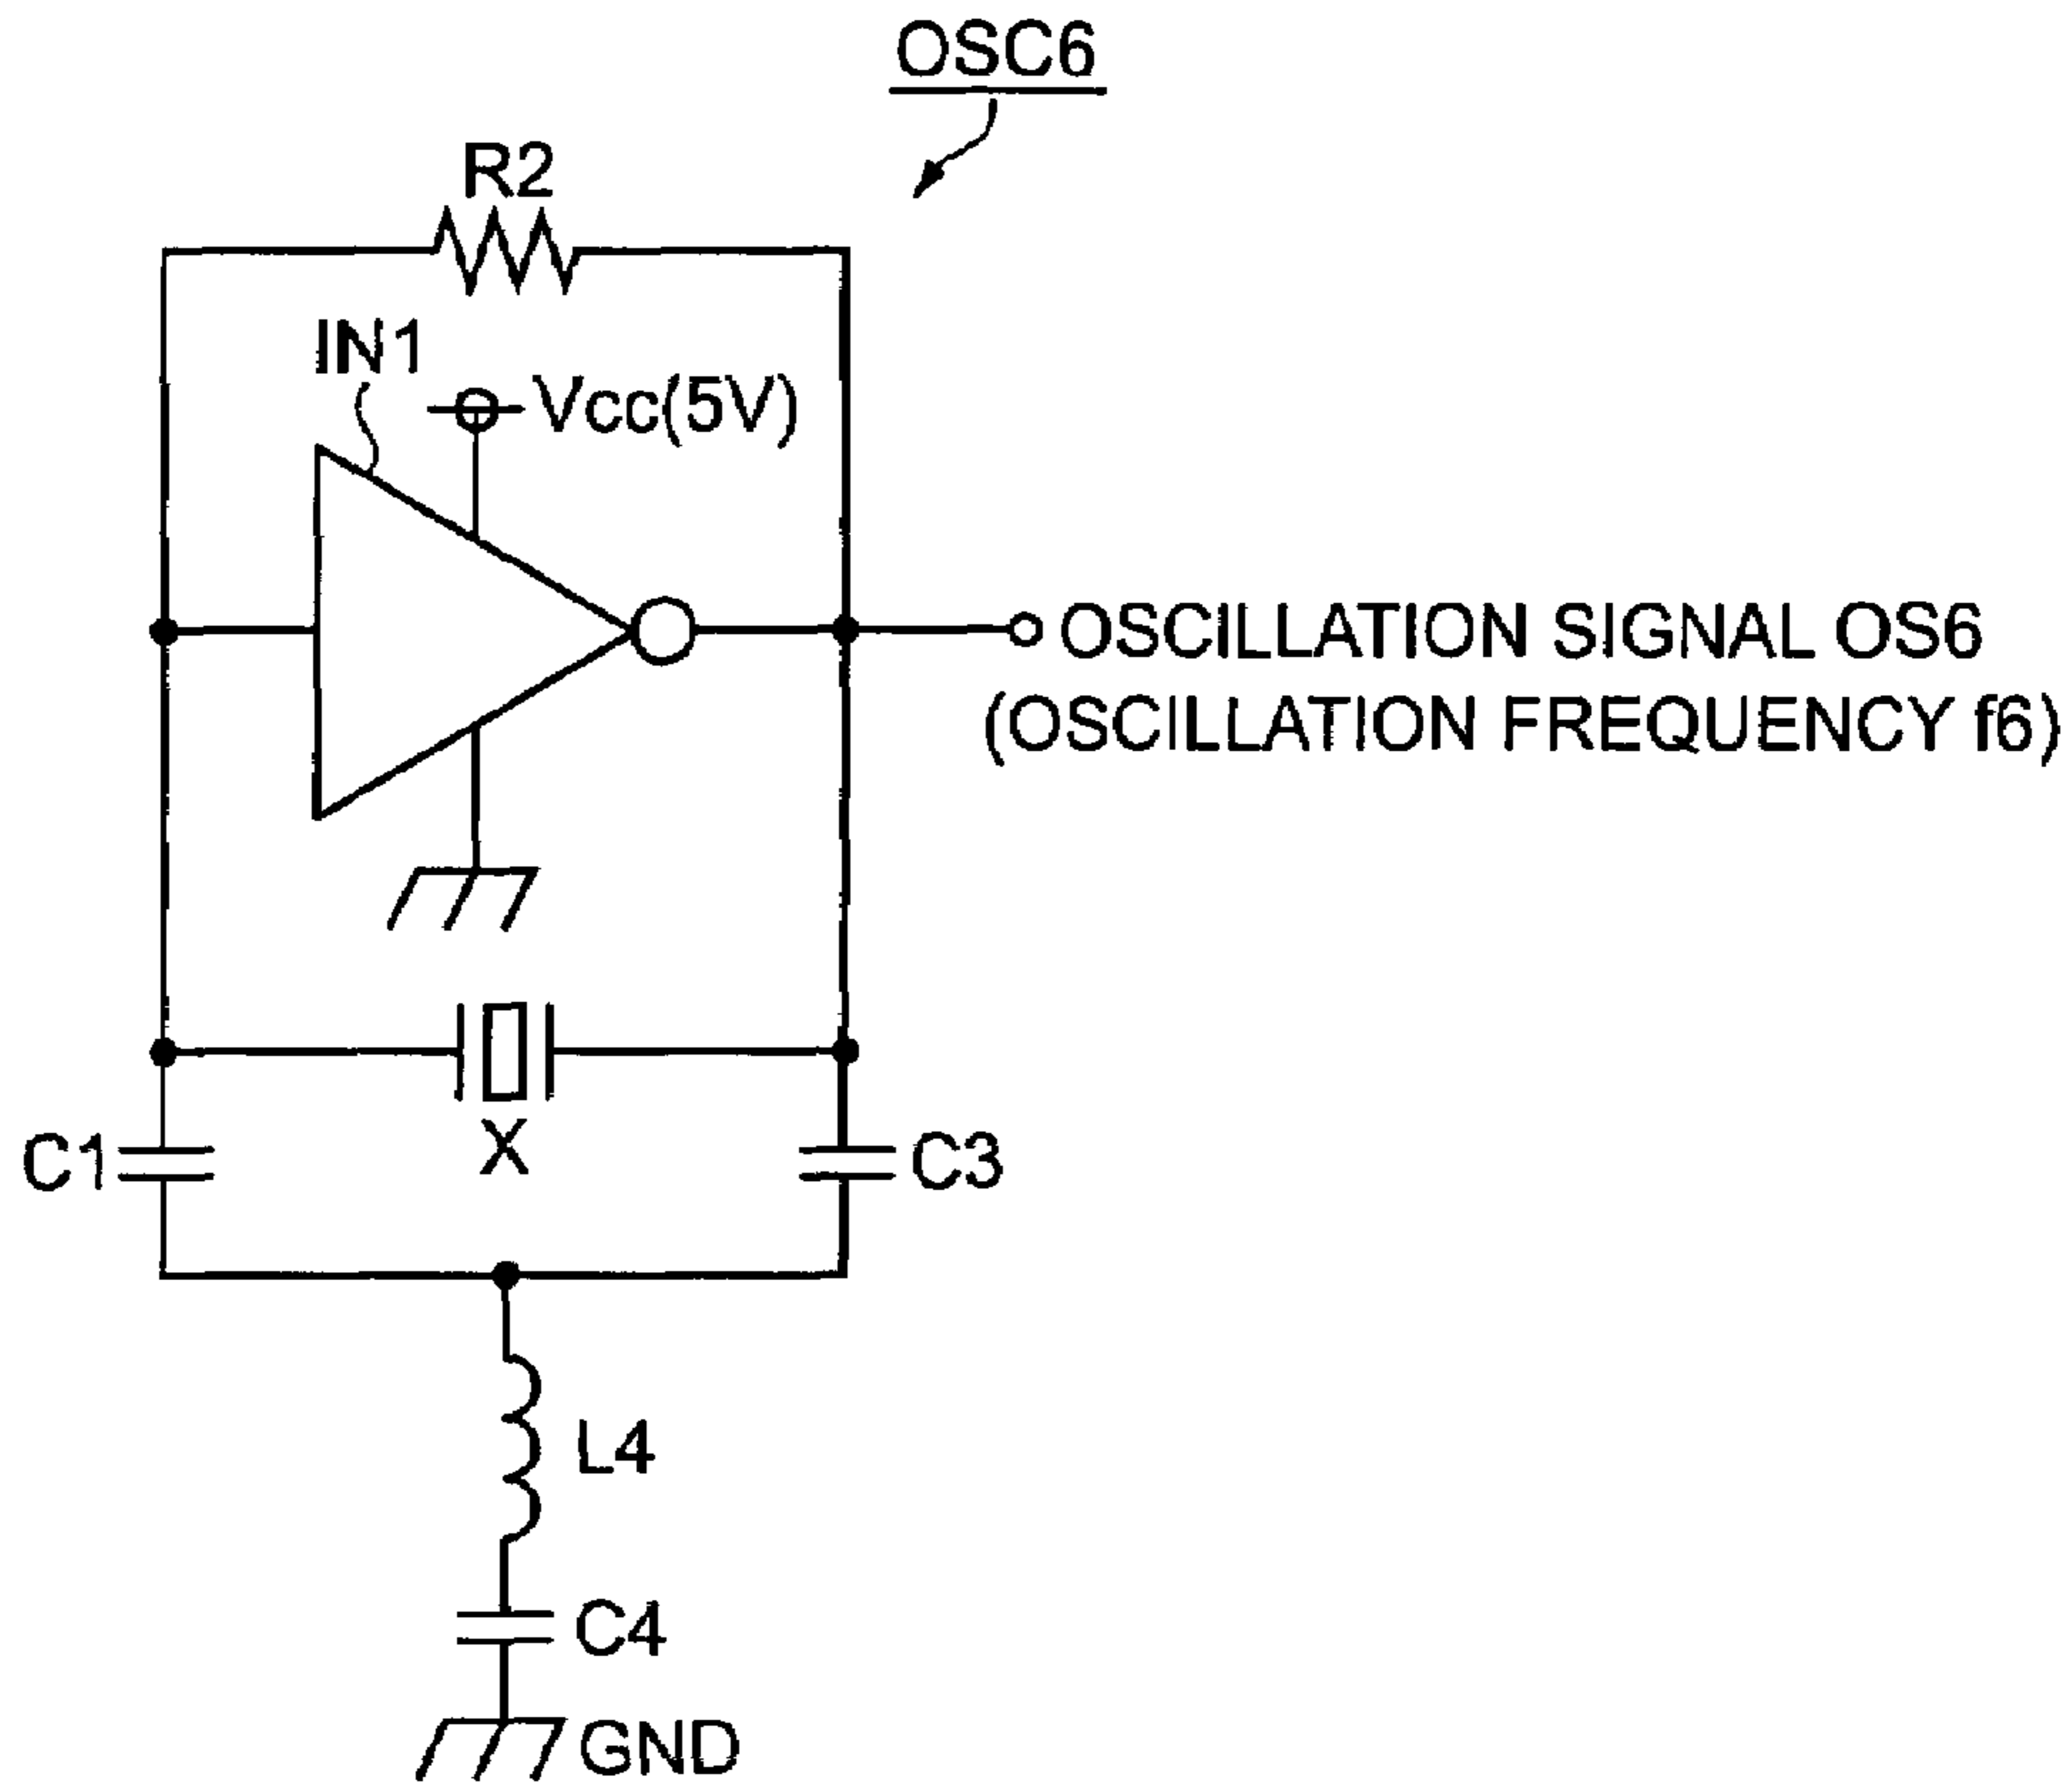 OSC6
R2
IN1
Vcc(5V)
OSCILLATION SIGNAL OS6
(OSCILLATION FREQUENCY f6)
X
C1
C3
L4
C4
GND